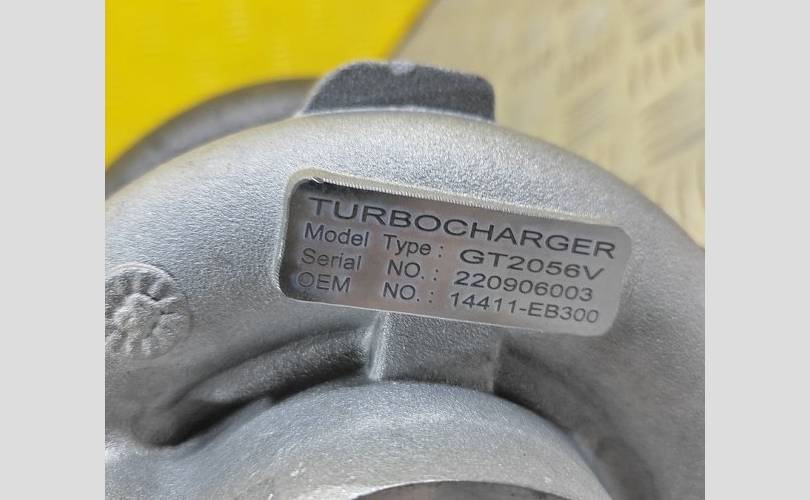 TURBOCHARGER
Model Type : GT2056V
Serial NO. : 220906003
OEM NO. : 14411-EB300